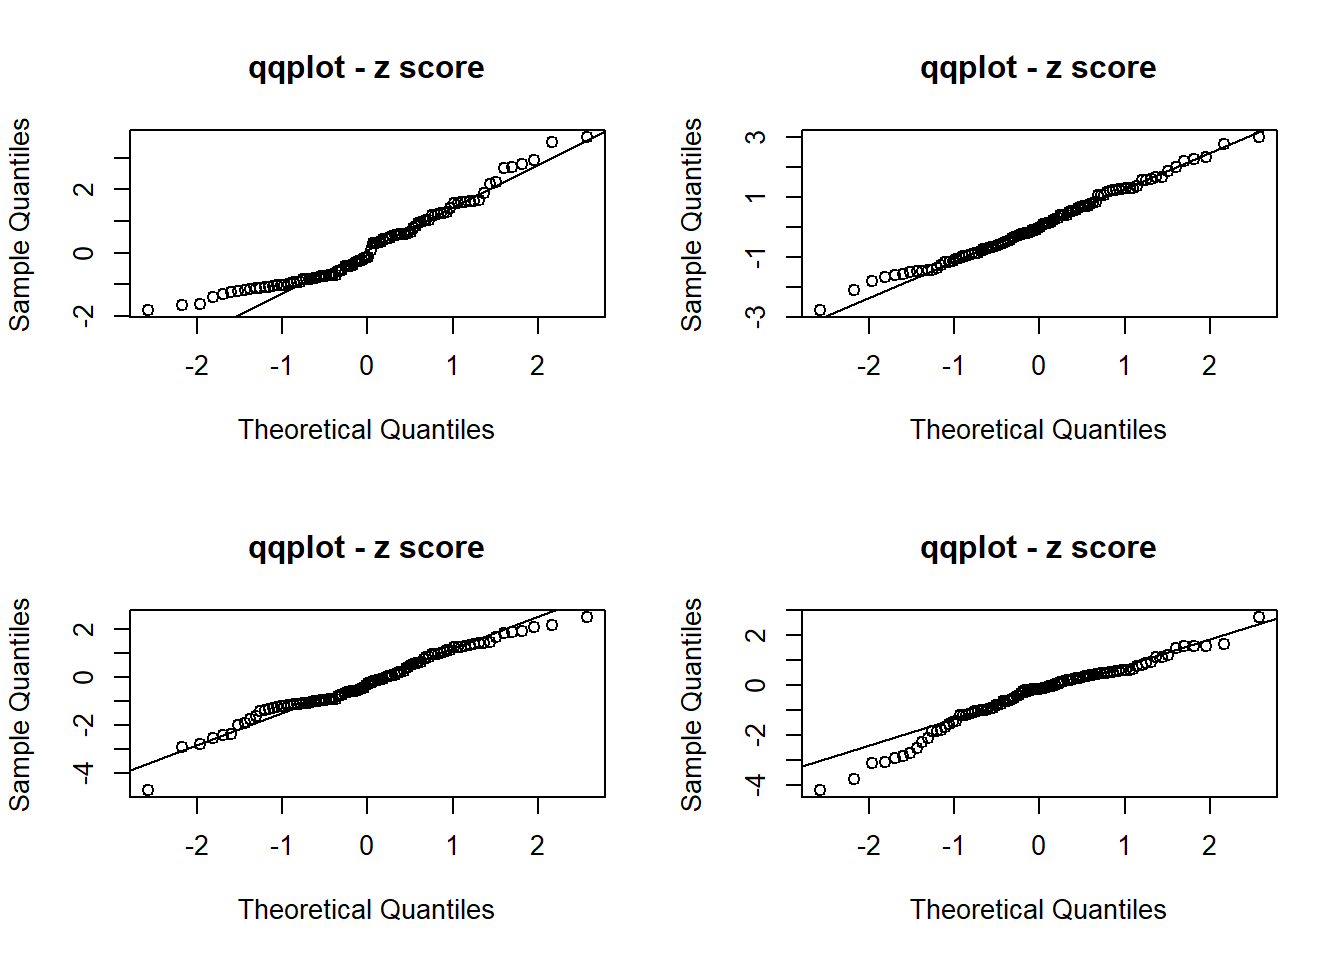 qqplot - z score
Sample Quantiles
2
0
-2
-2 -1 0 1 2
Theoretical Quantiles
qqplot - z score
Sample Quantiles
3
1
-1
-3
-2 -1 0 1 2
Theoretical Quantiles
qqplot - z score
Sample Quantiles
2
0
-2
-4
-2 -1 0 1 2
Theoretical Quantiles
qqplot - z score
Sample Quantiles
2
0
-2
-4
-2 -1 0 1 2
Theoretical Quantiles